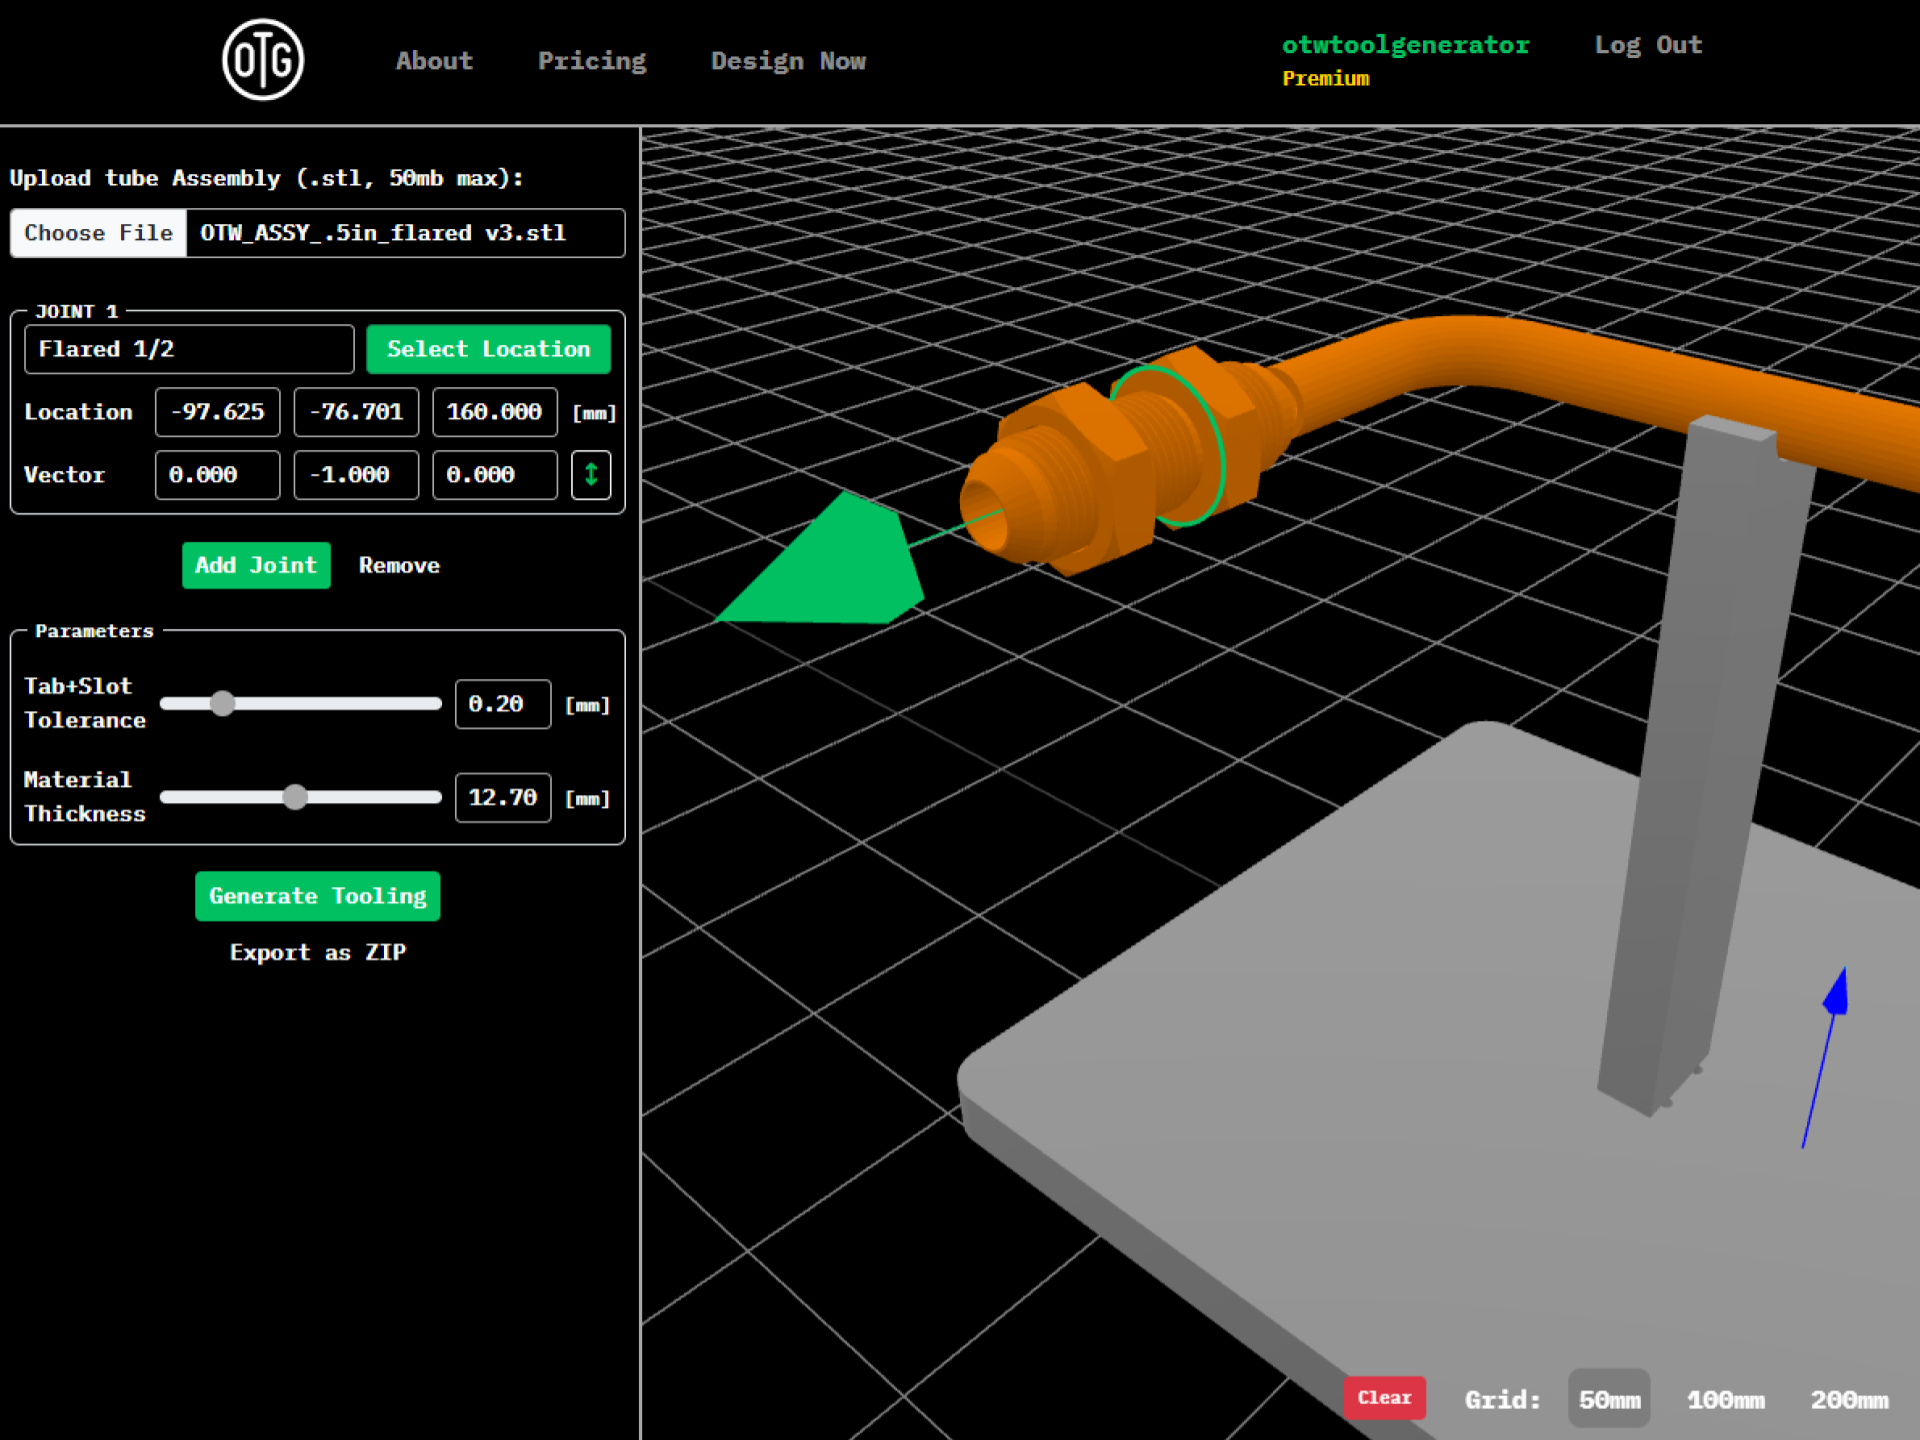 OTG
About
Pricing
Design Now
otwtoolgenerator
Premium
Log Out
Upload tube Assembly (.stl, 50mb max):
Choose File OTW_ASSY_.5in_flared v3.stl
JOINT 1
Flared 1/2
Select Location
Location -97.625 -76.701 160.000 [mm]
Vector 0.000 -1.000 0.000
Add Joint
Remove
Parameters
Tab+Slot
Tolerance
0.20 [mm]
Material
Thickness
12.70 [mm]
Generate Tooling
Export as ZIP
Clear
Grid: 50mm 100mm 200mm